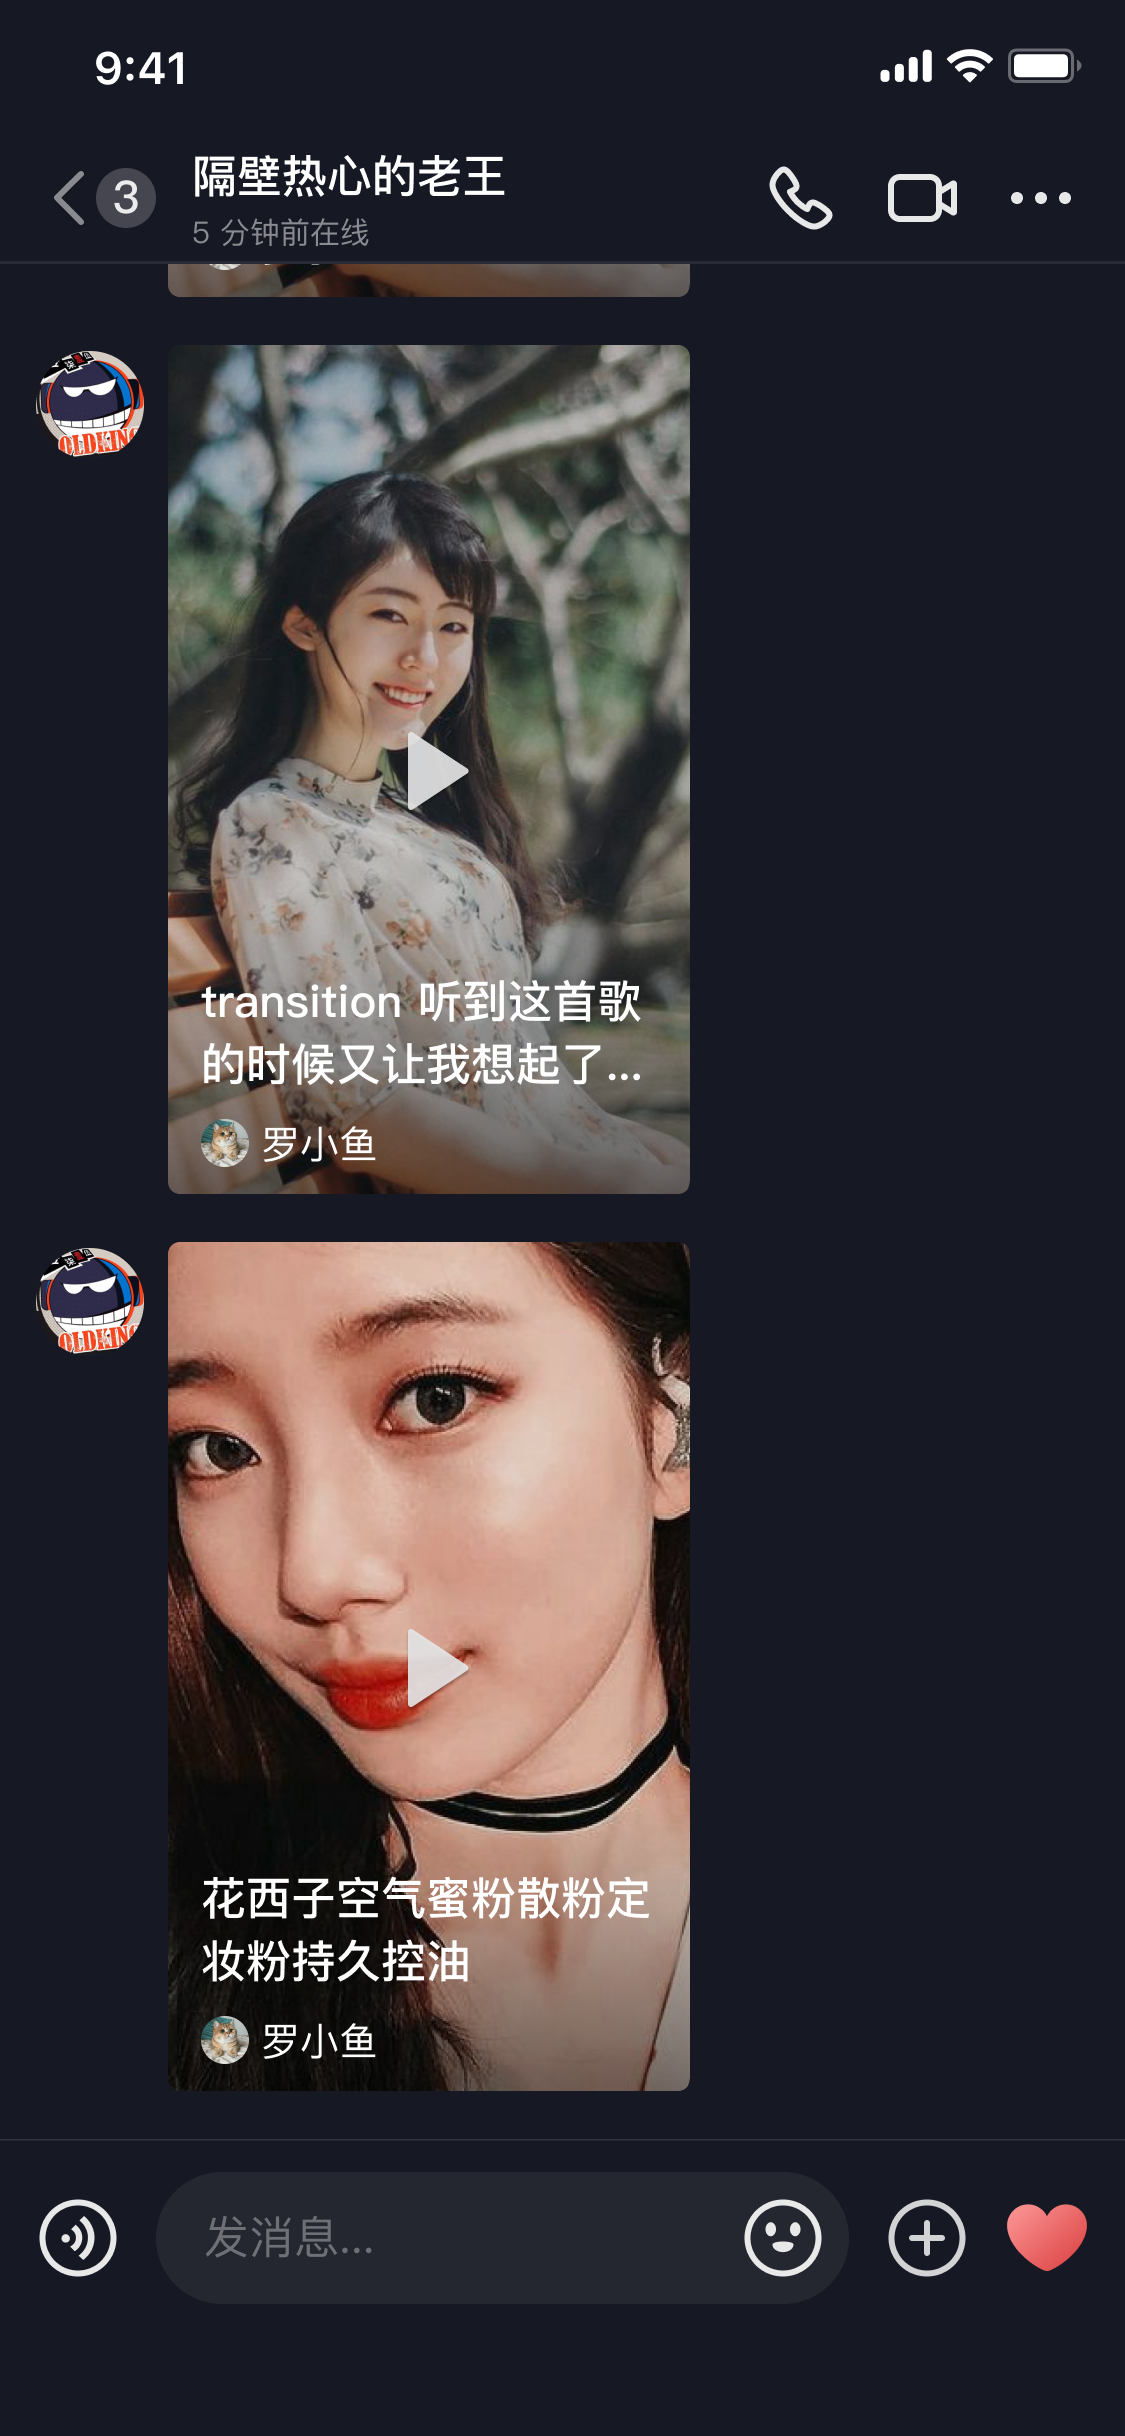 9:41
3
隔壁热心的老王
5 分钟前在线
OLDKING
transition 听到这首歌
的时候又让我想起了...
罗小鱼
OLDKING
花西子空气蜜粉散粉定
妆粉持久控油
罗小鱼
发消息...